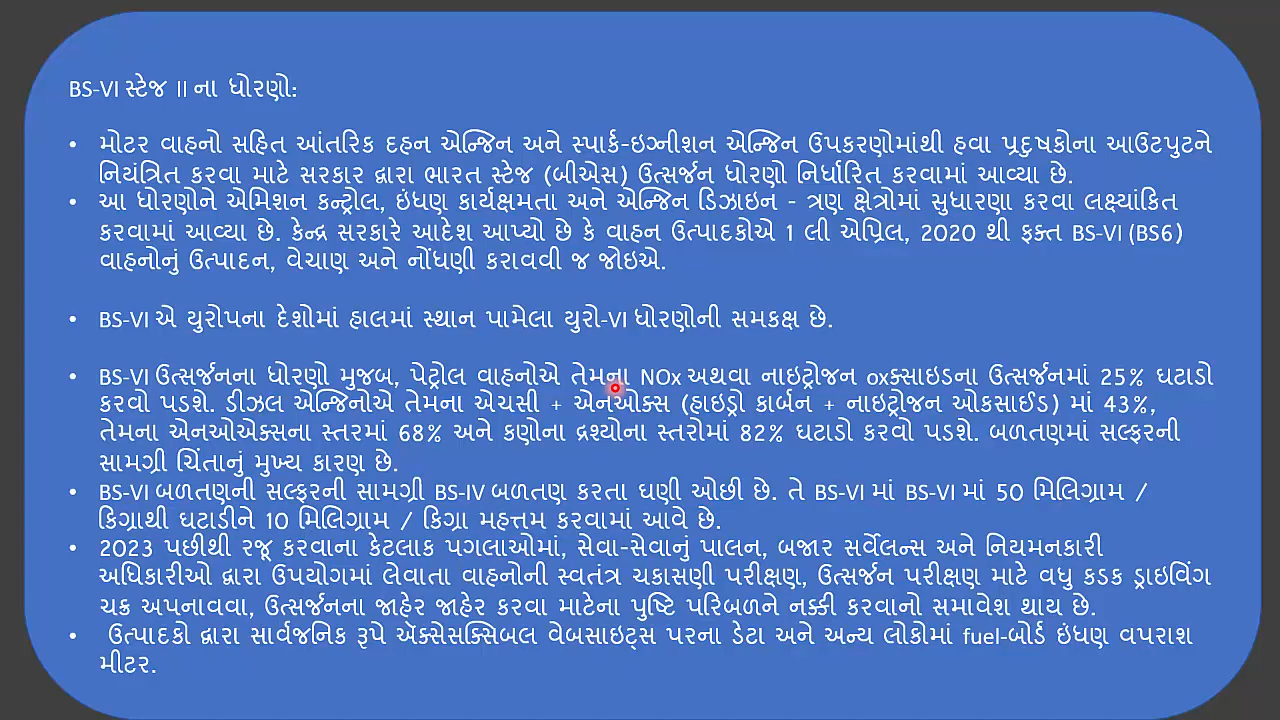 BS-VI સ્ટેજ II ના ધોરણો:
• મોટર વાહનો સહિત આંતરિક દહન એન્જિન અને સ્પાર્ક-ઇગ્નીશન એન્જિન ઉપકરણોમાંથી હવા પ્રદુષકોના આઉટપુટને
નિયંત્રિત કરવા માટે સરકાર દ્વારા ભારત સ્ટેજ (બીએસ) ઉત્સર્જન ધોરણો નિર્ધારિત કરવામાં આવ્યા છે.
• આ ધોરણોને એમિશન કન્ટ્રોલ, ઇંધણ કાર્યક્ષમતા અને એન્જિન ડિઝાઇન - ત્રણ ક્ષેત્રોમાં સુધારણા કરવા લક્ષ્યાંકિત
કરવામાં આવ્યા છે. કેન્દ્ર સરકારે આદેશ આપ્યો છે કે વાહન ઉત્પાદકોએ 1 લી એપ્રિલ, 2020 થી ફક્ત BS-VI (BS6)
વાહનોનું ઉત્પાદન, વેચાણ અને નોંધણી કરાવવી જ જોઇએ.
• BS-VI એ યુરોપના દેશોમાં હાલમાં સ્થાન પામેલા યુરો-VI ધોરણોની સમકક્ષ છે.
• BS-VI ઉત્સર્જનના ધોરણો મુજબ, પેટ્રોલ વાહનોએ તેમના NOx અથવા નાઇટ્રોજન oxક્સાઇડના ઉત્સર્જનમાં 25% ઘટાડો
કરવો પડશે. ડીઝલ એન્જિનોએ તેમના એચસી + એનઓક્સ (હાઇડ્રો કાર્બન + નાઇટ્રોજન ઓકસાઈડ) માં 43%,
તેમના એનઓએક્સના સ્તરમાં 68% અને કણોના દ્રશ્યોના સ્તરોમાં 82% ઘટાડો કરવો પડશે. બળતણમાં સલ્ફરની
સામગ્રી ચિંતાનું મુખ્ય કારણ છે.
• BS-VI બળતણની સલ્ફરની સામગ્રી BS-IV બળતણ કરતા ઘણી ઓછી છે. તે BS-VI માં BS-VI માં 50 મિલિગ્રામ /
કિગ્રાથી ઘટાડીને 10 મિલિગ્રામ / કિગ્રા મહત્તમ કરવામાં આવે છે.
• 2023 પછીથી રજૂ કરવાના કેટલાક પગલાઓમાં, સેવા-સેવાનું પાલન, બજાર સર્વેલન્સ અને નિયમનકારી
અધિકારીઓ દ્વારા ઉપયોગમાં લેવાતા વાહનોની સ્વતંત્ર ચકાસણી પરીક્ષણ, ઉત્સર્જન પરીક્ષણ માટે વધુ કડક ડ્રાઇવિંગ
ચક્ર અપનાવવા, ઉત્સર્જનના જાહેર જાહેર કરવા માટેના પુષ્ટિ પરિબળને નક્કી કરવાનો સમાવેશ થાય છે.
• ઉત્પાદકો દ્વારા સાર્વજનિક રૂપે ઍક્સેસક્સિબલ વેબસાઇટ્સ પરના ડેટા અને અન્ય લોકોમાં fuel-બોર્ડ ઇંધણ વપરાશ
મીટર.